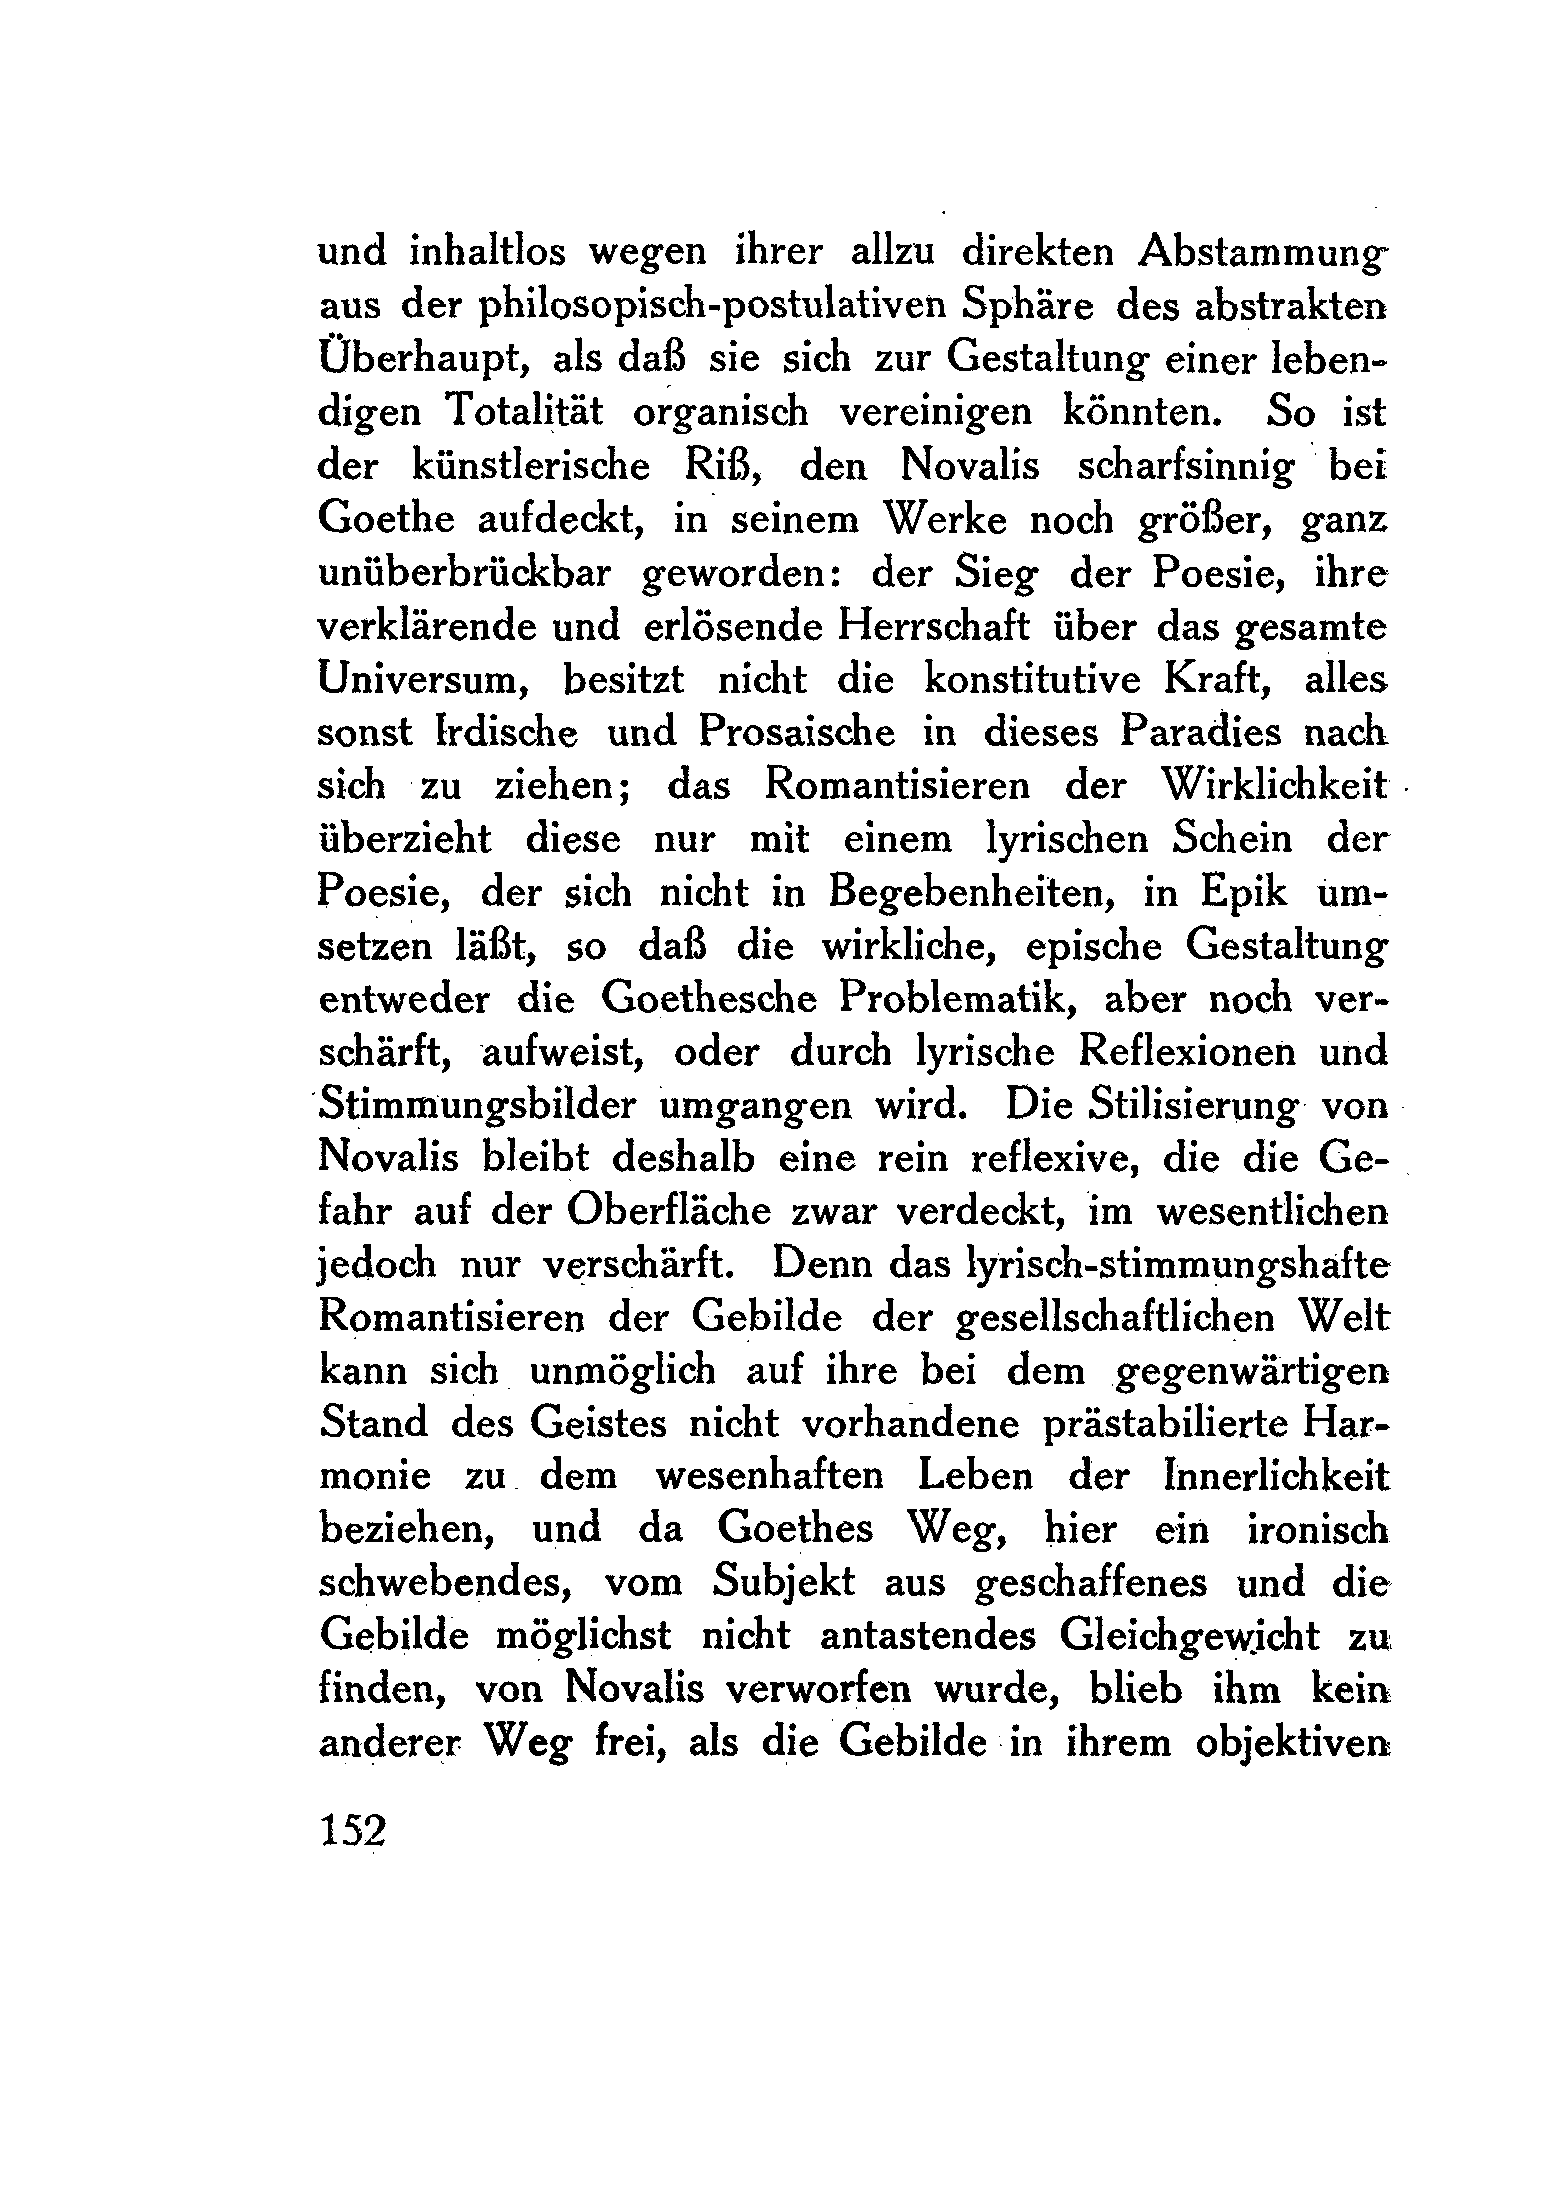 und inhaltlos wegen ihrer allzu direkten Abstammung
aus der philosopisch-postulativen Sphäre des abstrakten
Überhaupt, als daß sie sich zur Gestaltung einer leben-
digen Totalität organisch vereinigen könnten. So ist
der künstlerische Riß, den Novalis scharfsinnig bei
Goethe aufdeckt, in seinem Werke noch größer, ganz
unüberbrückbar geworden: der Sieg der Poesie, ihre
verklärende und erlösende Herrschaft über das gesamte
Universum, besitzt nicht die konstitutive Kraft, alles
sonst Irdische und Prosaische in dieses Paradies nach
sich zu ziehen; das Romantisieren der Wirklichkeit
überzieht diese nur mit einem lyrischen Schein der
Poesie, der sich nicht in Begebenheiten, in Epik um-
setzen läßt, so daß die wirkliche, epische Gestaltung
entweder die Goethesche Problematik, aber noch ver-
schärft, aufweist, oder durch lyrische Reflexionen und
Stimmungsbilder umgangen wird. Die Stilisierung von
Novalis bleibt deshalb eine rein reflexive, die die Ge-
fahr auf der Oberfläche zwar verdeckt, im wesentlichen
jedoch nur verschärft. Denn das lyrisch-stimmungshafte
Romantisieren der Gebilde der gesellschaftlichen Welt
kann sich unmöglich auf ihre bei dem gegenwärtigen
Stand des Geistes nicht vorhandene prästabilierte Har-
monie zu dem wesenhaften Leben der Innerlichkeit
beziehen, und da Goethes Weg, hier ein ironisch
schwebendes, vom Subjekt aus geschaffenes und die
Gebilde möglichst nicht antastendes Gleichgewicht zu
finden, von Novalis verworfen wurde, blieb ihm kein
anderer Weg frei, als die Gebilde in ihrem objektiven
152